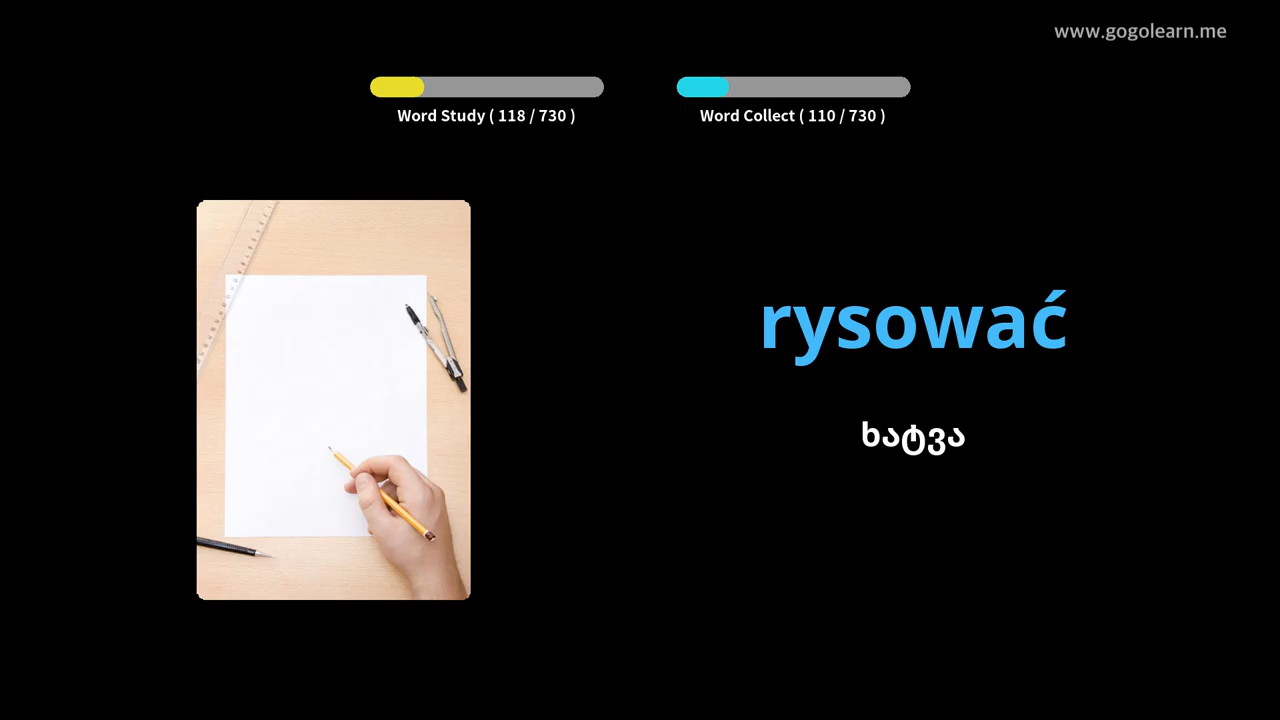 www.gogolearn.me
Word Study ( 118 / 730 )
Word Collect ( 110 / 730 )
rysować
ხატვა